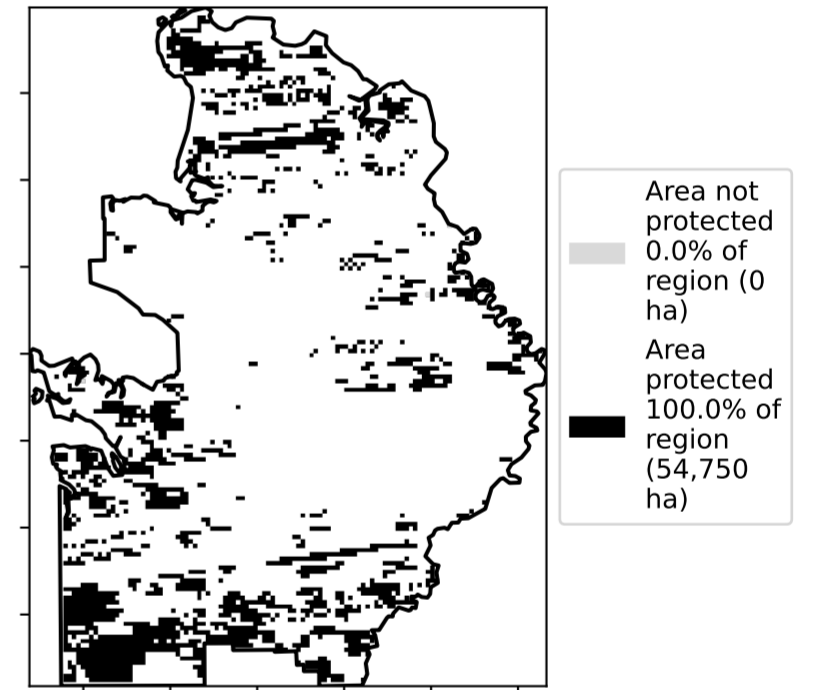 Area not
protected
0.0% of
region (0
ha)
Area
protected
100.0% of
region
(54,750
ha)